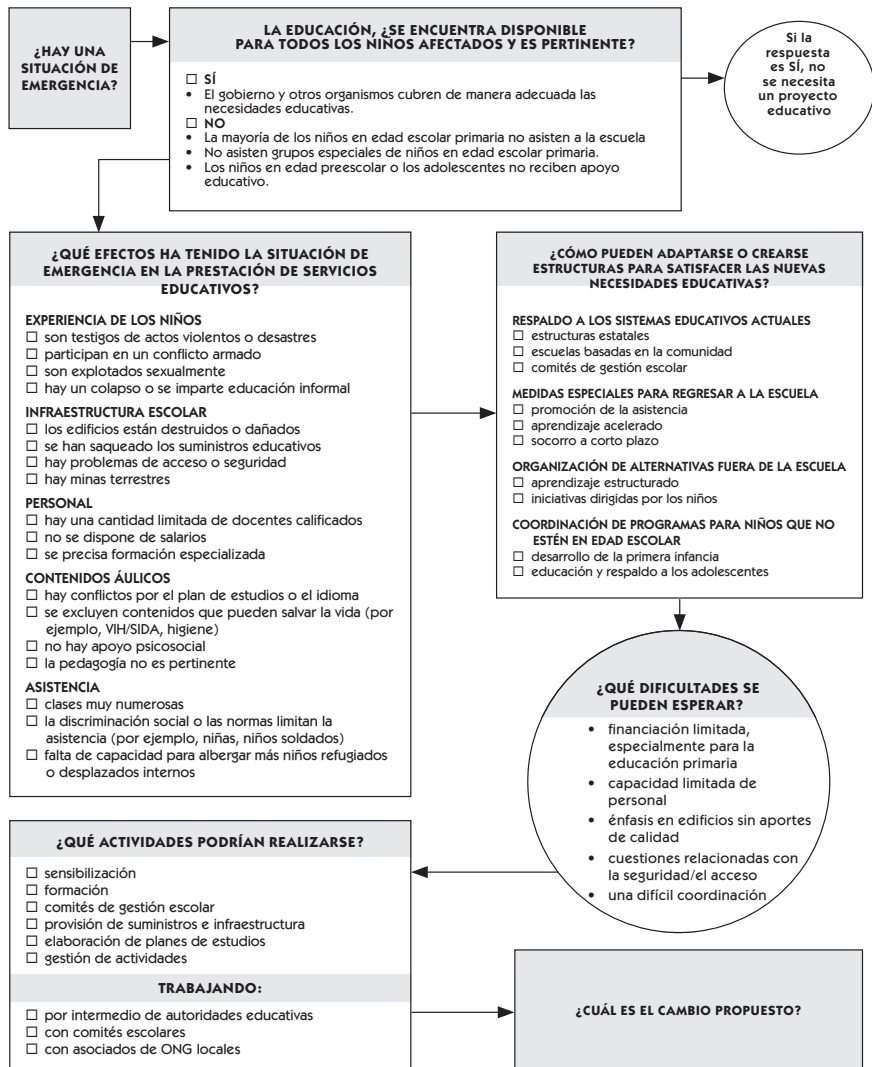 ¿HAY UNA
SITUACIÓN DE
EMERGENCIA?
LA EDUCACIÓN, ¿SE ENCUENTRA DISPONIBLE
PARA TODOS LOS NIÑOS AFECTADOS Y ES PERTINENTE?
☐ SÍ
• El gobierno y otros organismos cubren de manera adecuada las
necesidades educativas.
☐ NO
• La mayoría de los niños en edad escolar primaria no asisten a la escuela
• No asisten grupos especiales de niños en edad escolar primaria.
• Los niños en edad preescolar o los adolescentes no reciben apoyo
educativo.
Si la
respuesta
es SÍ, no
se necesita
un proyecto
educativo
¿QUÉ EFECTOS HA TENIDO LA SITUACIÓN DE
EMERGENCIA EN LA PRESTACIÓN DE SERVICIOS
EDUCATIVOS?
EXPERIENCIA DE LOS NIÑOS
☐ son testigos de actos violentos o desastres
☐ participan en un conflicto armado
☐ son explotados sexualmente
☐ hay un colapso o se imparte educación informal
INFRAESTRUCTURA ESCOLAR
☐ los edificios están destruidos o dañados
☐ se han saqueado los suministros educativos
☐ hay problemas de acceso o seguridad
☐ hay minas terrestres
PERSONAL
☐ hay una cantidad limitada de docentes calificados
☐ no se dispone de salarios
☐ se precisa formación especializada
CONTENIDOS ÁULICOS
☐ hay conflictos por el plan de estudios o el idioma
☐ se excluyen contenidos que pueden salvar la vida (por
ejemplo, VIH/SIDA, higiene)
☐ no hay apoyo psicosocial
☐ la pedagogía no es pertinente
ASISTENCIA
☐ clases muy numerosas
☐ la discriminación social o las normas limitan la
asistencia (por ejemplo, niñas, niños soldados)
☐ falta de capacidad para albergar más niños refugiados
o desplazados internos
¿CÓMO PUEDEN ADAPTARSE O CREARSE
ESTRUCTURAS PARA SATISFACER LAS NUEVAS
NECESIDADES EDUCATIVAS?
RESPALDO A LOS SISTEMAS EDUCATIVOS ACTUALES
☐ estructuras estatales
☐ escuelas basadas en la comunidad
☐ comités de gestión escolar
MEDIDAS ESPECIALES PARA REGRESAR A LA ESCUELA
☐ promoción de la asistencia
☐ aprendizaje acelerado
☐ socorro a corto plazo
ORGANIZACIÓN DE ALTERNATIVAS FUERA DE LA ESCUELA
☐ aprendizaje estructurado
☐ iniciativas dirigidas por los niños
COORDINACIÓN DE PROGRAMAS PARA NIÑOS QUE NO
ESTÉN EN EDAD ESCOLAR
☐ desarrollo de la primera infancia
☐ educación y respaldo a los adolescentes
¿QUÉ DIFICULTADES SE
PUEDEN ESPERAR?
• financiación limitada,
especialmente para la
educación primaria
• capacidad limitada de
personal
• énfasis en edificios sin aportes
de calidad
• cuestiones relacionadas con
la seguridad/el acceso
• una difícil coordinación
¿QUÉ ACTIVIDADES PODRÍAN REALIZARSE?
☐ sensibilización
☐ formación
☐ comités de gestión escolar
☐ provisión de suministros e infraestructura
☐ elaboración de planes de estudios
☐ gestión de actividades
TRABAJANDO:
☐ por intermedio de autoridades educativas
☐ con comités escolares
☐ con asociados de ONG locales
¿CUÁL ES EL CAMBIO PROPUESTO?